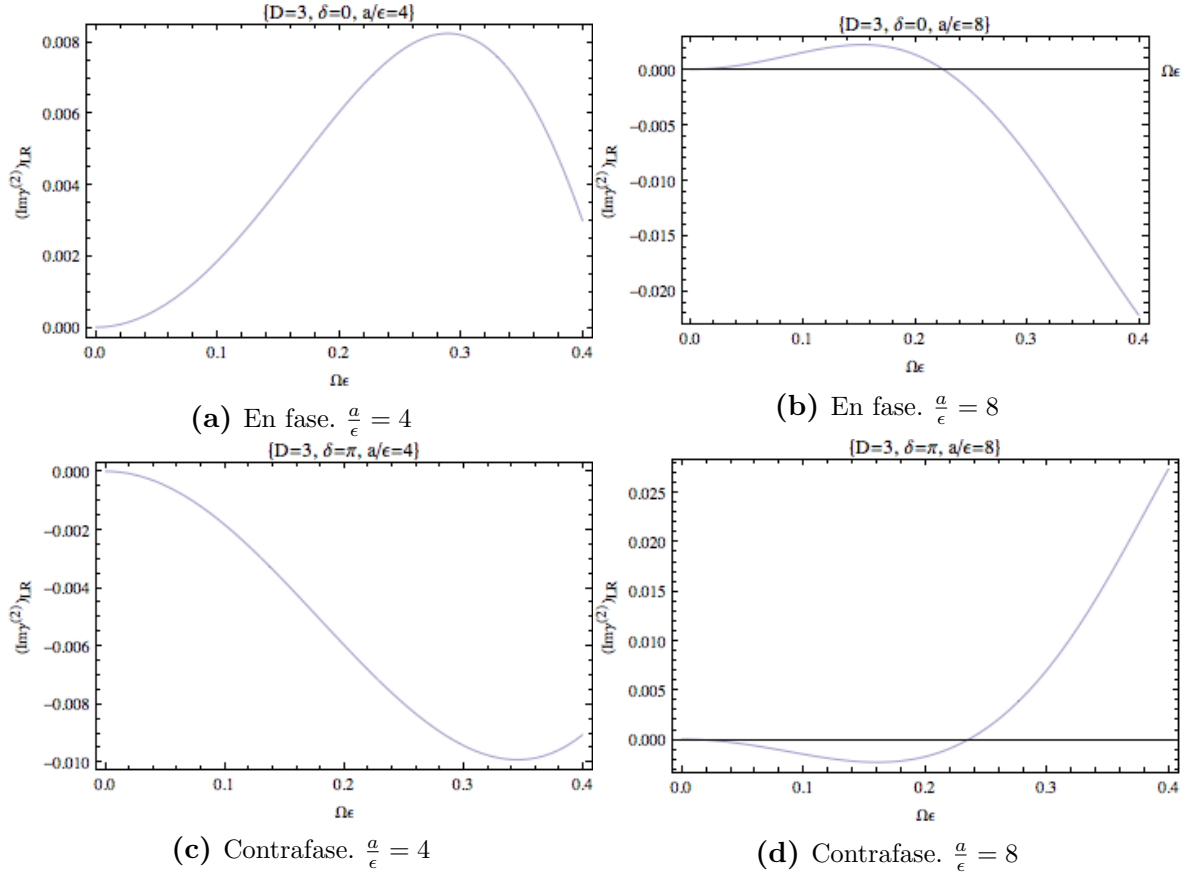 {D=3, δ=0, a/ϵ=4}
0.008
0.006
0.004
0.002
0.000
(Imγ^(2))_LR
0.0 0.1 0.2 0.3 0.4
Ωϵ
(a) En fase. a/ϵ = 4
{D=3, δ=0, a/ϵ=8}
0.000
−0.005
−0.010
−0.015
−0.020
(Imγ^(2))_LR
Ωϵ
0.0 0.1 0.2 0.3 0.4
Ωϵ
(b) En fase. a/ϵ = 8
{D=3, δ=π, a/ϵ=4}
0.000
−0.002
−0.004
−0.006
−0.008
−0.010
(Imγ^(2))_LR
0.0 0.1 0.2 0.3 0.4
Ωϵ
(c) Contrafase. a/ϵ = 4
{D=3, δ=π, a/ϵ=8}
0.025
0.020
0.015
0.010
0.005
0.000
(Imγ^(2))_LR
0.0 0.1 0.2 0.3 0.4
Ωϵ
(d) Contrafase. a/ϵ = 8